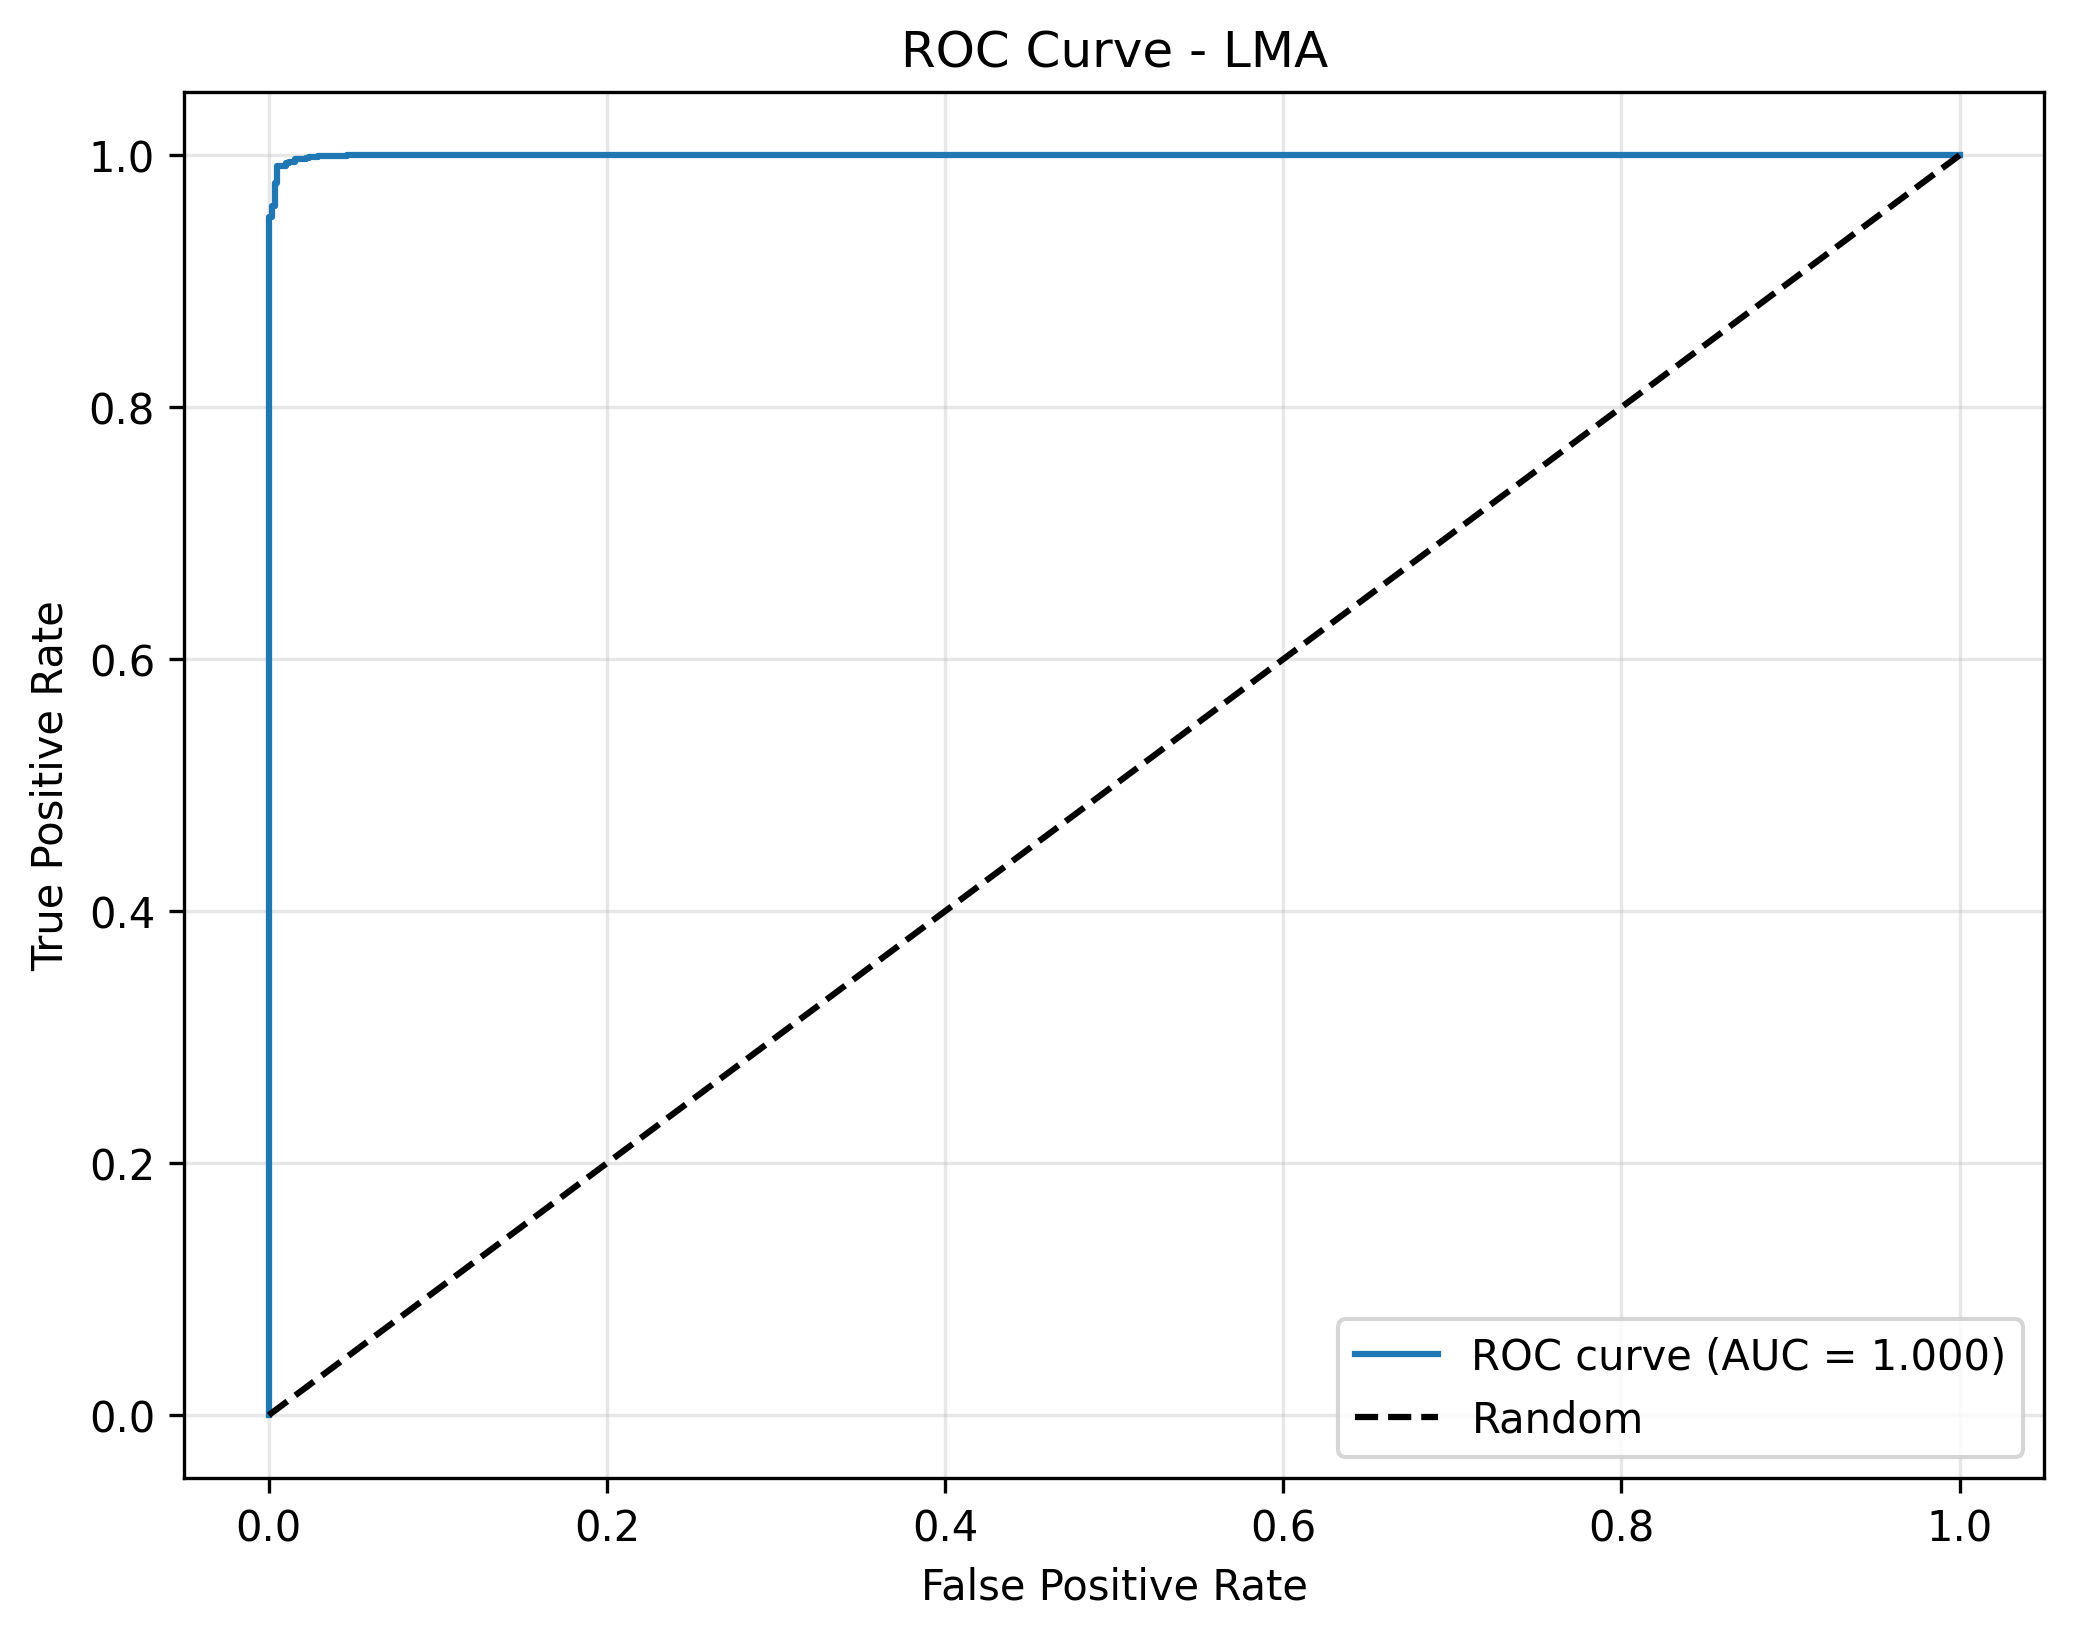 ROC Curve - LMA
1.0
0.8
0.6
0.4
0.2
0.0
True Positive Rate
ROC curve (AUC = 1.000)
Random
0.0 0.2 0.4 0.6 0.8 1.0
False Positive Rate